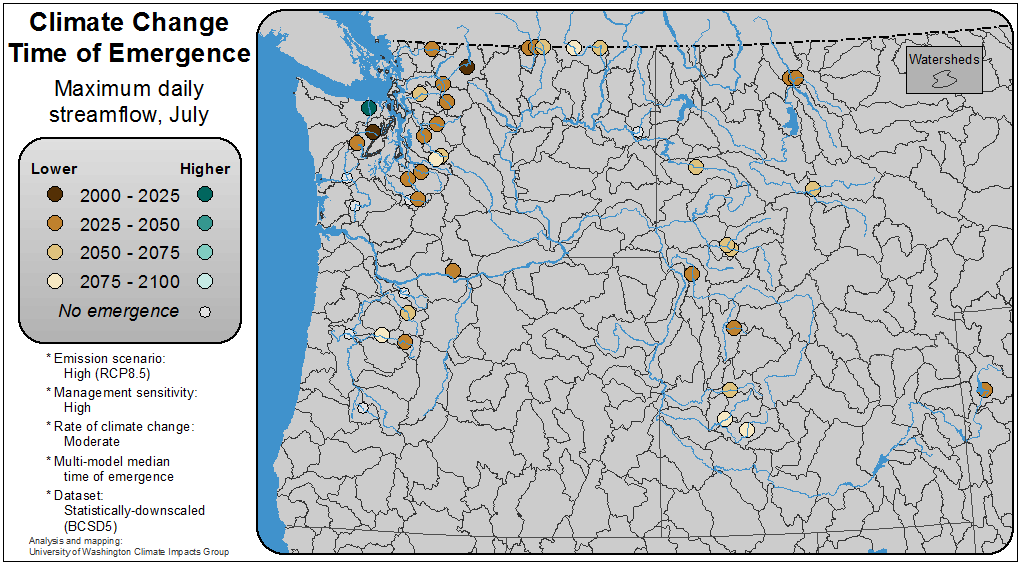 Climate Change
Time of Emergence
Maximum daily
streamflow, July
Lower Higher
2000 - 2025
2025 - 2050
2050 - 2075
2075 - 2100
No emergence
* Emission scenario:
High (RCP8.5)
* Management sensitivity:
High
* Rate of climate change:
Moderate
* Multi-model median
time of emergence
* Dataset:
Statistically-downscaled
(BCSD5)
Analysis and mapping:
University of Washington Climate Impacts Group
Watersheds